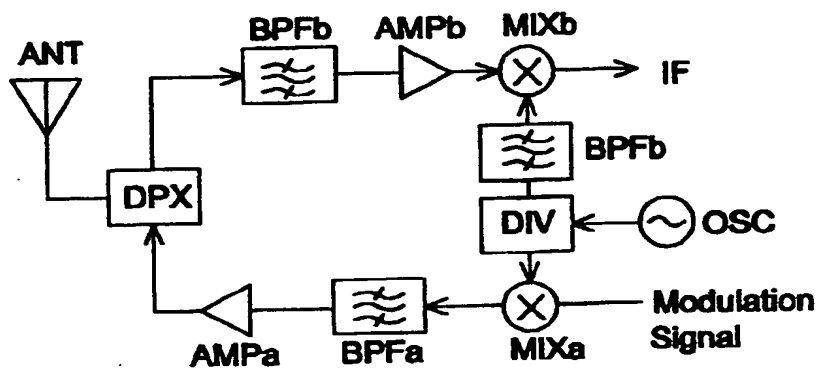 BPFb
AMPb
MIXb
ANT
IF
BPFb
DPX
DIV
OSC
Modulation
Signal
AMPa
BPFa
MIXa